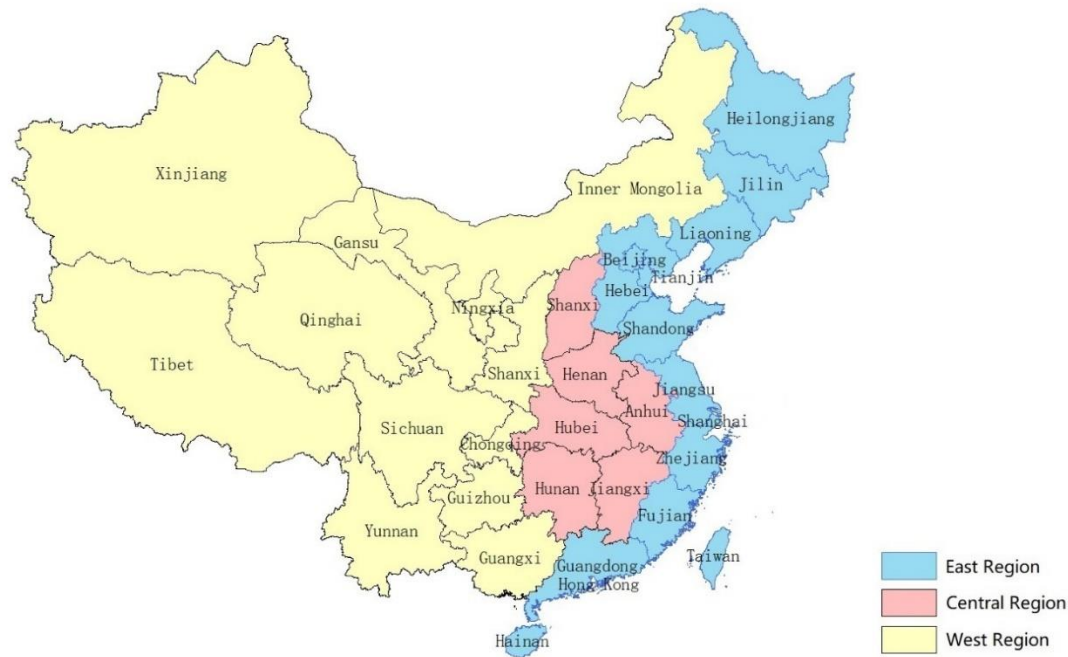 Heilongjiang
Xinjiang
Jilin
Inner Mongolia
Liaoning
Gansu
Beijing
Tianjin
Hebei
Ningxia
Shanxi
Qinghai
Shandong
Tibet
Shanxi
Henan
Jiangsu
Anhui
Shanghai
Sichuan
Hubei
Chongqing
Zhejiang
Guizhou
Hunan
Jiangxi
Fujian
Yunnan
Guangxi
Taiwan
Guangdong
Hong Kong
Hainan
East Region
Central Region
West Region